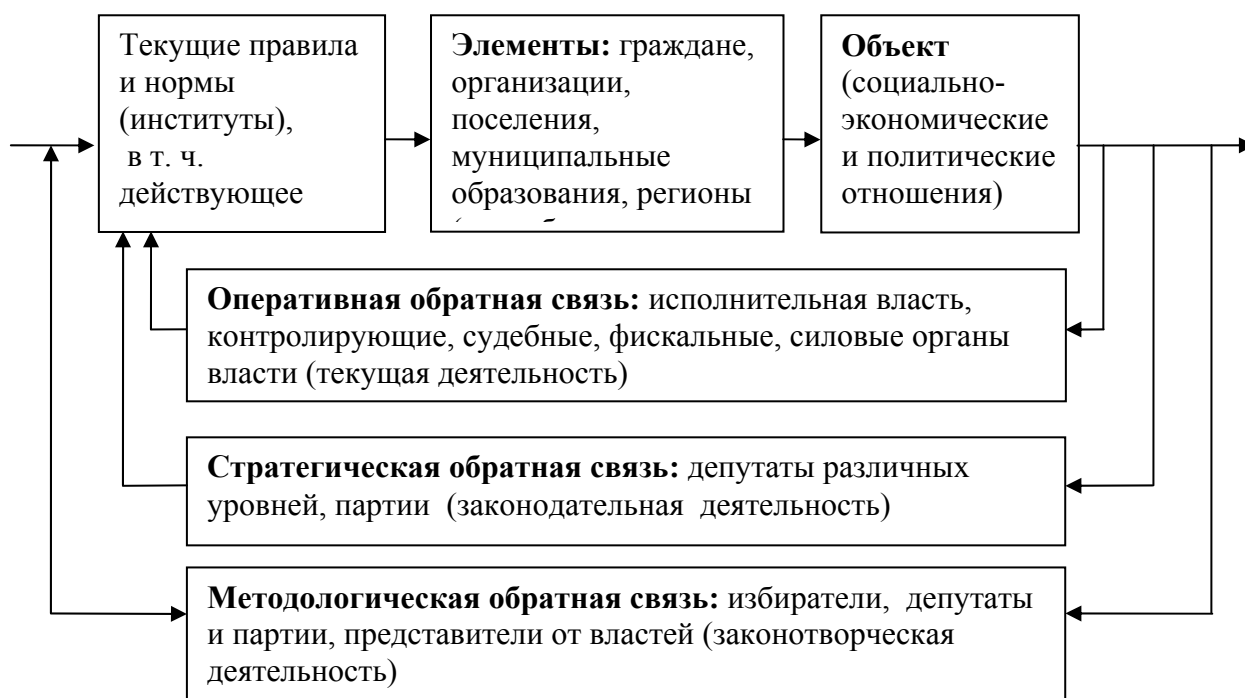 Текущие правила
и нормы
(институты),
в т. ч.
действующее
Элементы: граждане,
организации,
поселения,
муниципальные
образования, регионы
Объект
(социально-
экономические
и политические
отношения)
Оперативная обратная связь: исполнительная власть,
контролирующие, судебные, фискальные, силовые органы
власти (текущая деятельность)
Стратегическая обратная связь: депутаты различных
уровней, партии (законодательная деятельность)
Методологическая обратная связь: избиратели, депутаты
и партии, представители от властей (законотворческая
деятельность)